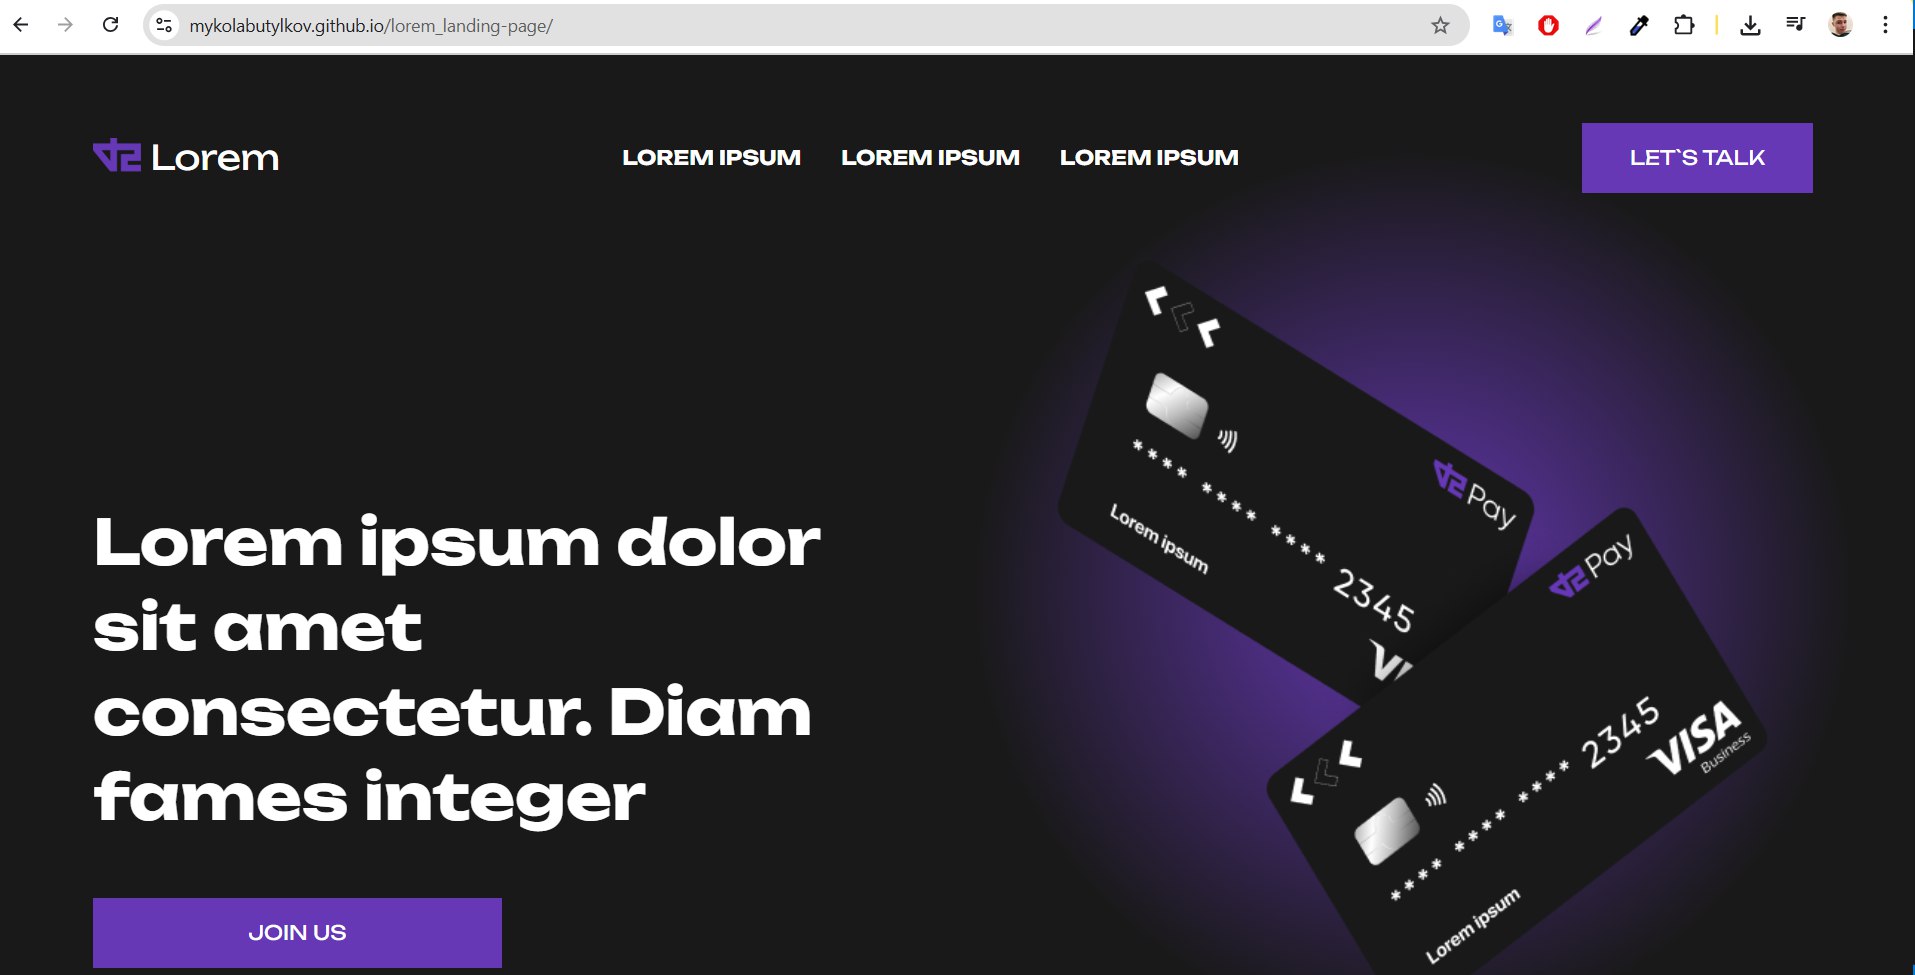 mykolabutylkov.github.io/lorem_landing-page/
Lorem
LOREM IPSUM LOREM IPSUM LOREM IPSUM
LET`S TALK
Lorem ipsum dolor
sit amet
consectetur. Diam
fames integer
JOIN US
Pay
**** **** **** 2345
Lorem ipsum
VI
Pay
VISA
Business
**** **** **** 2345
Lorem ipsum